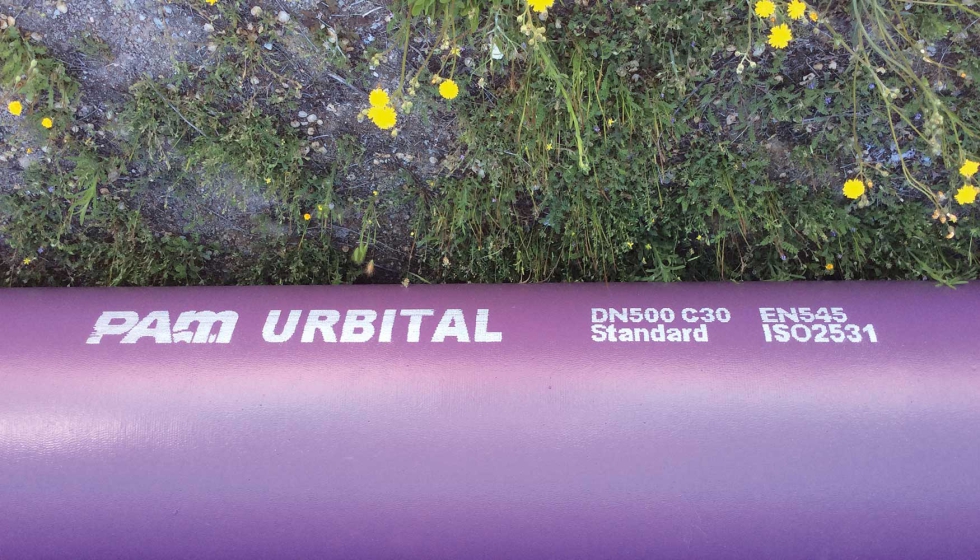 PAM URBITAL
DN500 C30
Standard
EN545
ISO2531